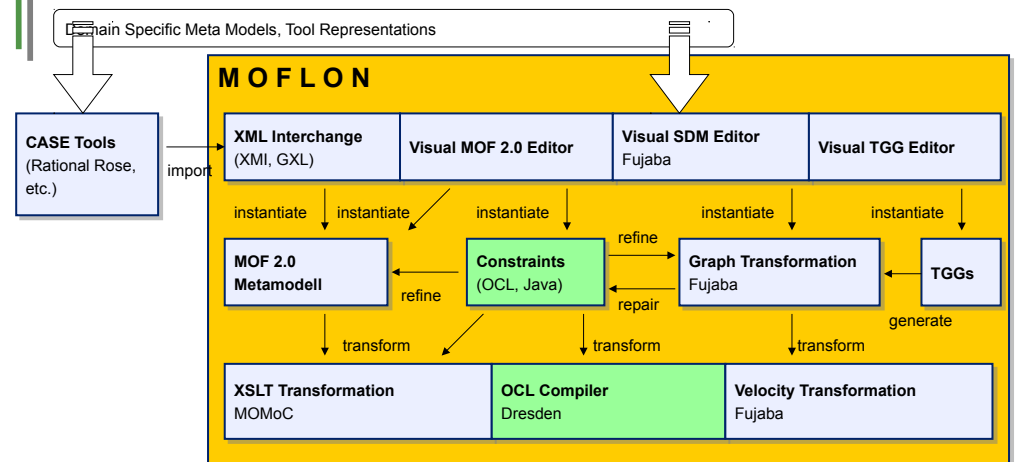 Domain Specific Meta Models, Tool Representations
MOFLON
CASE Tools
(Rational Rose,
etc.)
import
XML Interchange
(XMI, GXL)
Visual MOF 2.0 Editor
Visual SDM Editor
Fujaba
Visual TGG Editor
instantiate
instantiate
instantiate
instantiate
instantiate
MOF 2.0
Metamodell
refine
Constraints
(OCL, Java)
refine
repair
Graph Transformation
Fujaba
TGGs
generate
transform
transform
transform
XSLT Transformation
MOMoC
OCL Compiler
Dresden
Velocity Transformation
Fujaba